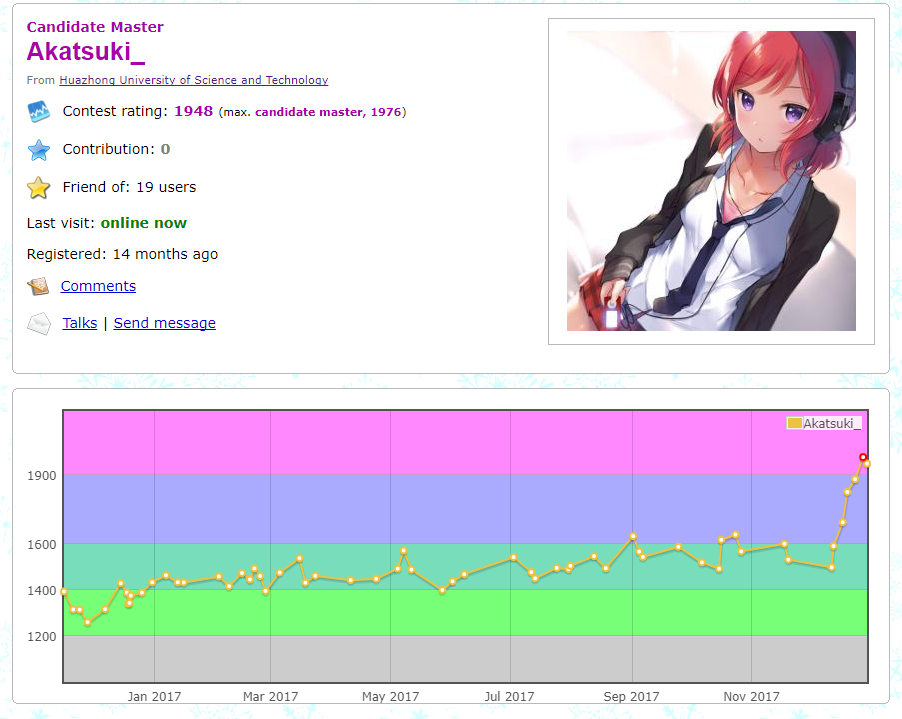 Candidate Master
Akatsuki_
From Huazhong University of Science and Technology
Contest rating: 1948 (max. candidate master, 1976)
Contribution: 0
Friend of: 19 users
Last visit: online now
Registered: 14 months ago
Comments
Talks | Send message
Akatsuki_
1900
1600
1400
1200
Jan 2017 Mar 2017 May 2017 Jul 2017 Sep 2017 Nov 2017